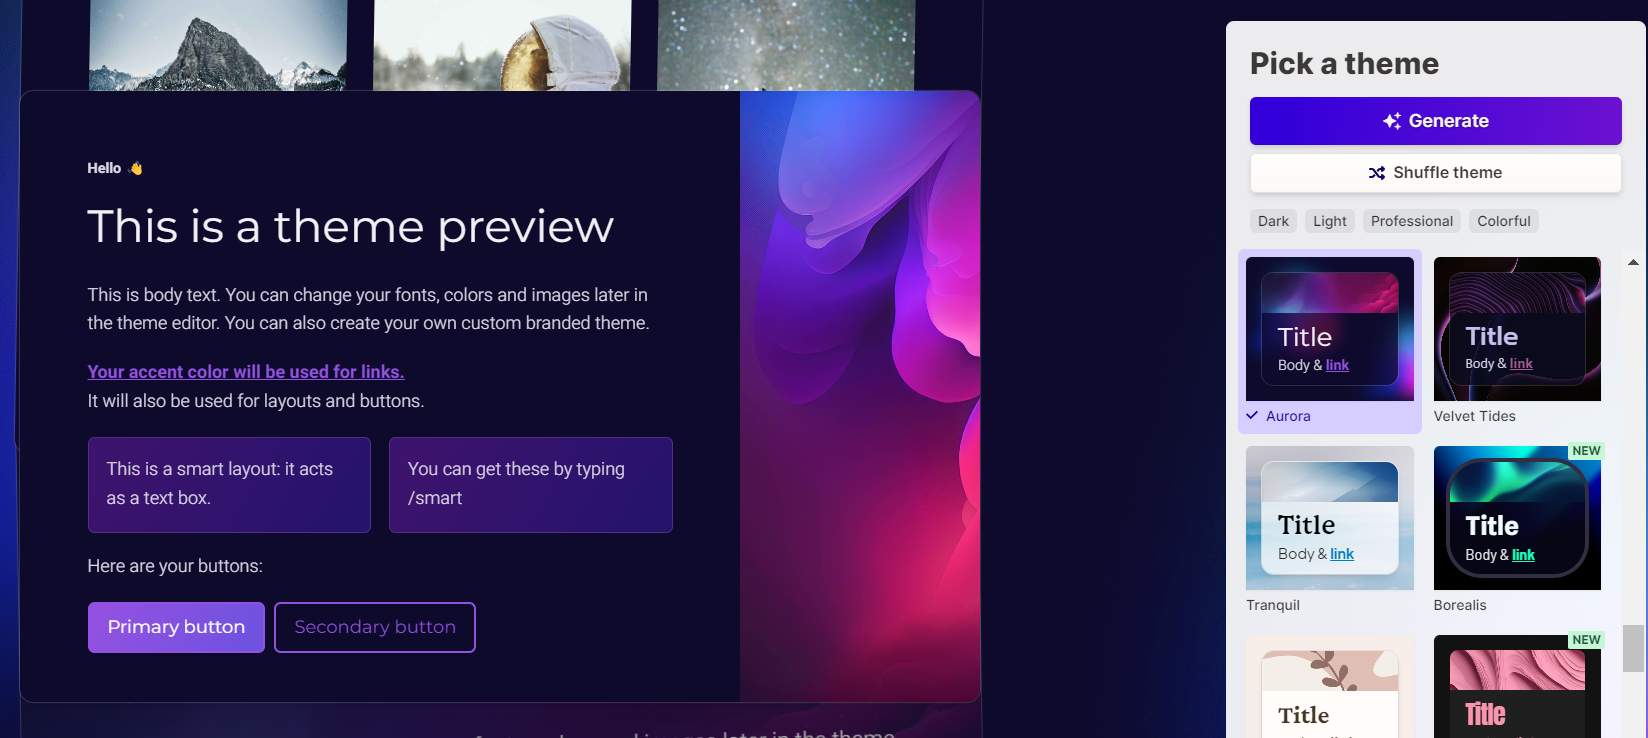 Hello 👋
This is a theme preview
This is body text. You can change your fonts, colors and images later in
the theme editor. You can also create your own custom branded theme.
Your accent color will be used for links.
It will also be used for layouts and buttons.
This is a smart layout: it acts
as a text box.
You can get these by typing
/smart
Here are your buttons:
Primary button
Secondary button
Pick a theme
Generate
Shuffle theme
Dark
Light
Professional
Colorful
Title
Body & link
Aurora
Title
Body & link
Velvet Tides
Title
Body & link
Tranquil
NEW
Title
Body & link
Borealis
Title
NEW
Title